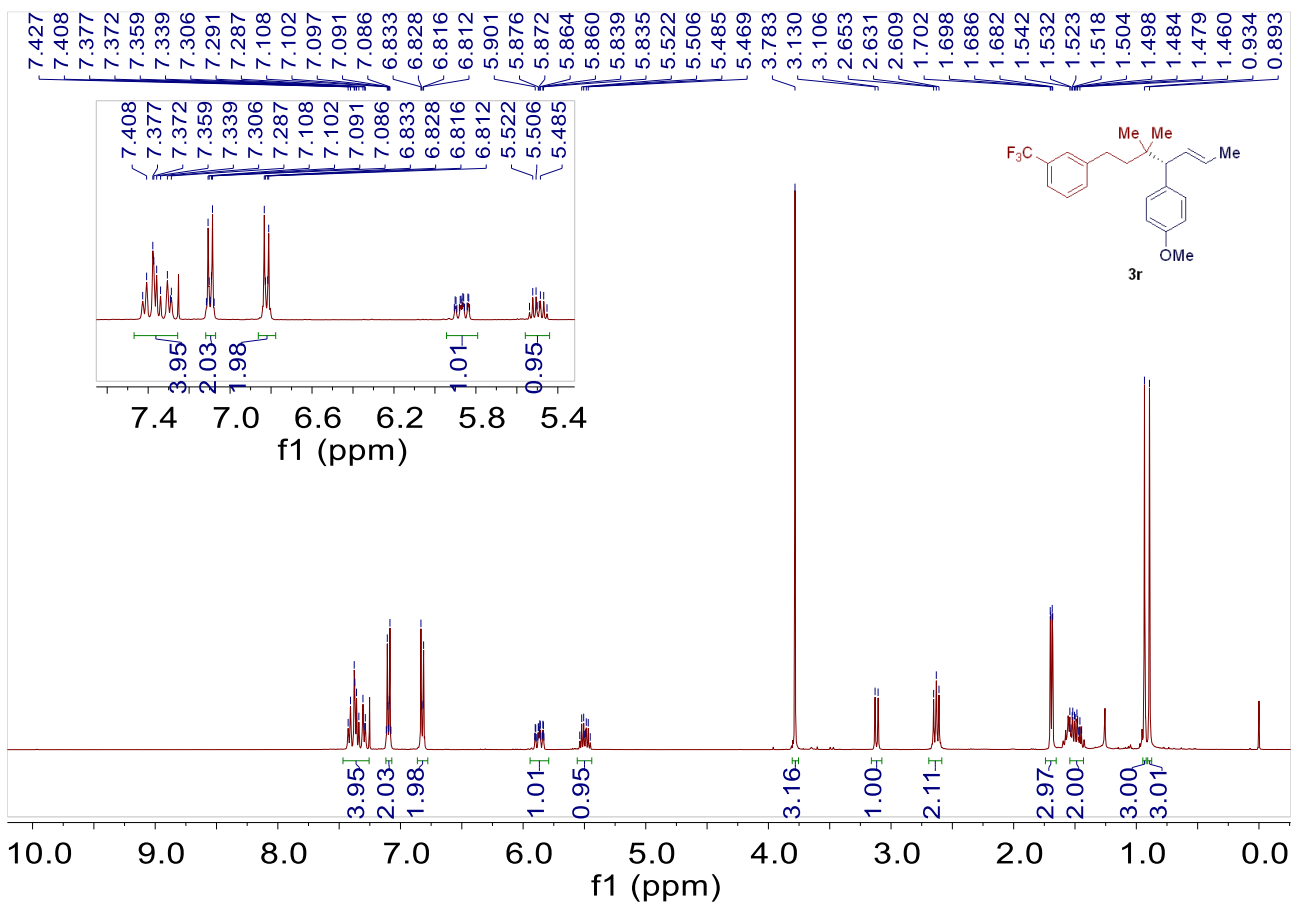 7.427 7.408 7.377 7.372 7.359 7.339 7.306 7.291 7.287 7.108 7.102 7.097 7.091 7.086 6.833 6.828 6.816 6.812 5.901 5.876 5.872 5.864 5.860 5.839 5.835 5.522 5.506 5.485 5.469 3.783 3.130 3.106 2.653 2.631 2.609 1.702 1.698 1.686 1.682 1.542 1.532 1.523 1.518 1.504 1.498 1.484 1.479 1.460 0.934 0.893
7.408 7.377 7.372 7.359 7.339 7.306 7.287 7.108 7.102 7.091 7.086 6.833 6.828 6.816 6.812 5.522 5.506 5.485
Me Me
F3C Me
OMe
3r
3.95 2.03 1.98 1.01 0.95
7.4 7.0 6.6 6.2 5.8 5.4
f1 (ppm)
3.95 2.03 1.98 1.01 0.95 3.16 1.00 2.11 2.97 2.00 3.00 3.01
10.0 9.0 8.0 7.0 6.0 5.0 4.0 3.0 2.0 1.0 0.0
f1 (ppm)